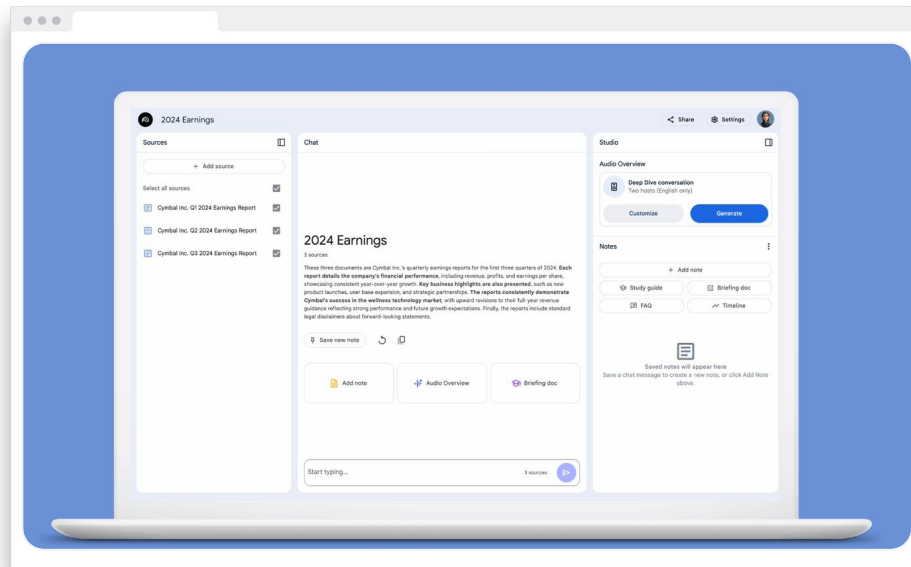 2024 Earnings
Share
Settings
Sources
+ Add source
Select all sources
Cymbal Inc. Q1 2024 Earnings Report
Cymbal Inc. Q2 2024 Earnings Report
Cymbal Inc. Q3 2024 Earnings Report
Chat
2024 Earnings
3 sources
These three documents are Cymbal Inc.'s quarterly earnings reports for the first three quarters of 2024. Each
report details the company's financial performance, including revenue, profits, and earnings per share,
showcasing consistent year-over-year growth. Key business highlights are also presented, such as new
product launches, user base expansion, and strategic partnerships. The reports consistently demonstrate
Cymbal's success in the wellness technology market, with upward revisions to their full-year revenue
guidance reflecting strong performance and future growth expectations. Finally, the reports include standard
legal disclaimers about forward-looking statements.
Save new note
Add note
Audio Overview
Briefing doc
Start typing...
3 sources
Studio
Audio Overview
Deep Dive conversation
Two hosts (English only)
Customize
Generate
Notes
+ Add note
Study guide
Briefing doc
FAQ
Timeline
Saved notes will appear here
Save a chat message to create a new note, or click Add Note
above.